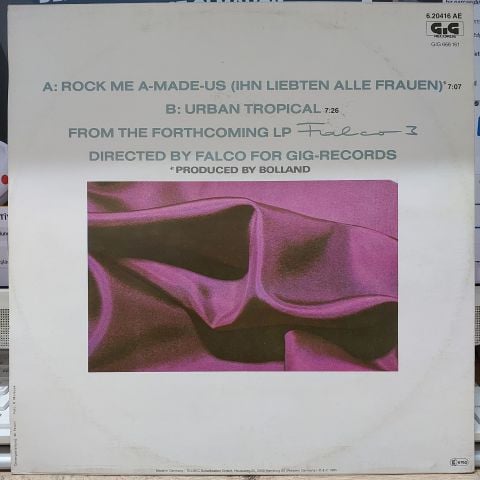 6.20416 AE
GiG
RECORDS
GIG 666 161
A: ROCK ME A-MADE-US (IHN LIEBTEN ALLE FRAUEN)*7:07
B: URBAN TROPICAL 7:26
FROM THE FORTHCOMING LP Falco 3
DIRECTED BY FALCO FOR GIG-RECORDS
*PRODUCED BY BOLLAND